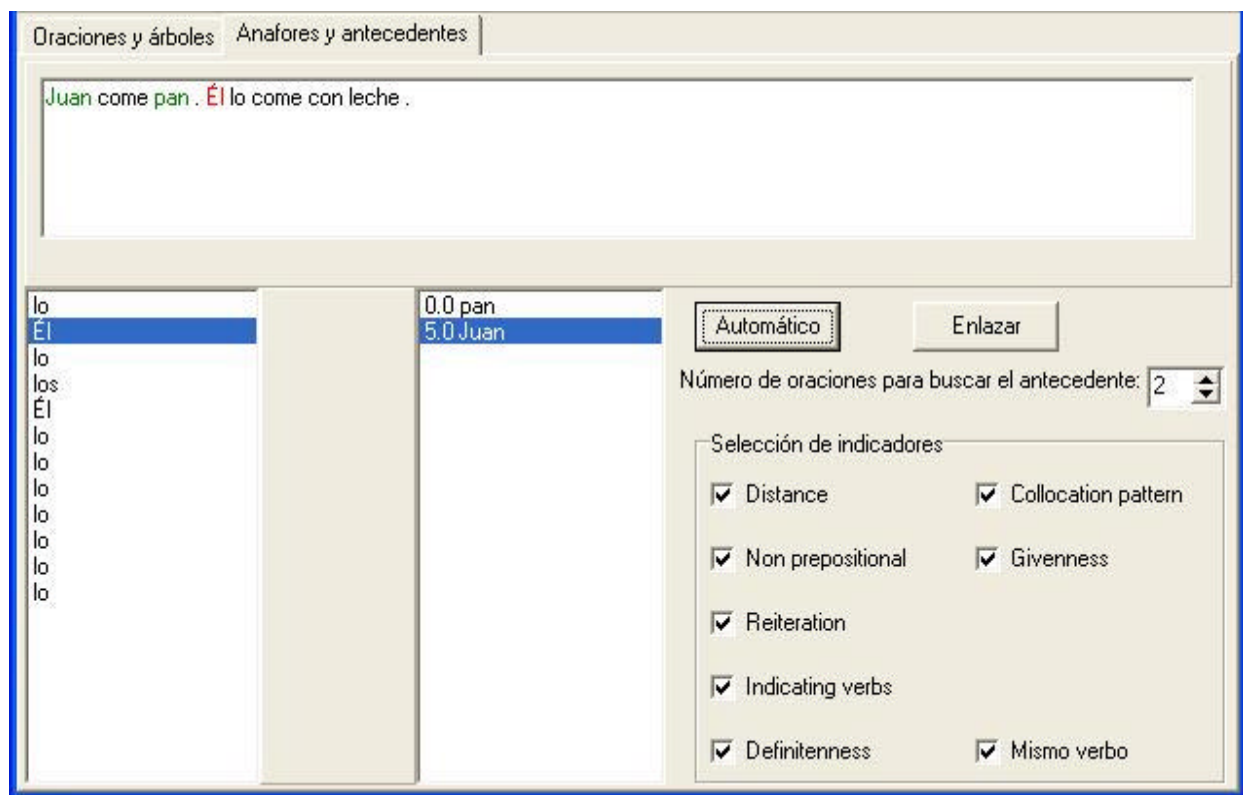 Oraciones y árboles Anafores y antecedentes
Juan come pan . Él lo come con leche .
lo
Él
lo
los
Él
lo
lo
lo
lo
lo
lo
lo
0.0 pan
5.0 Juan
Automático Enlazar
Número de oraciones para buscar el antecedente: 2
Selección de indicadores
Distance Collocation pattern
Non prepositional Givenness
Reiteration
Indicating verbs
Definitenness Mismo verbo